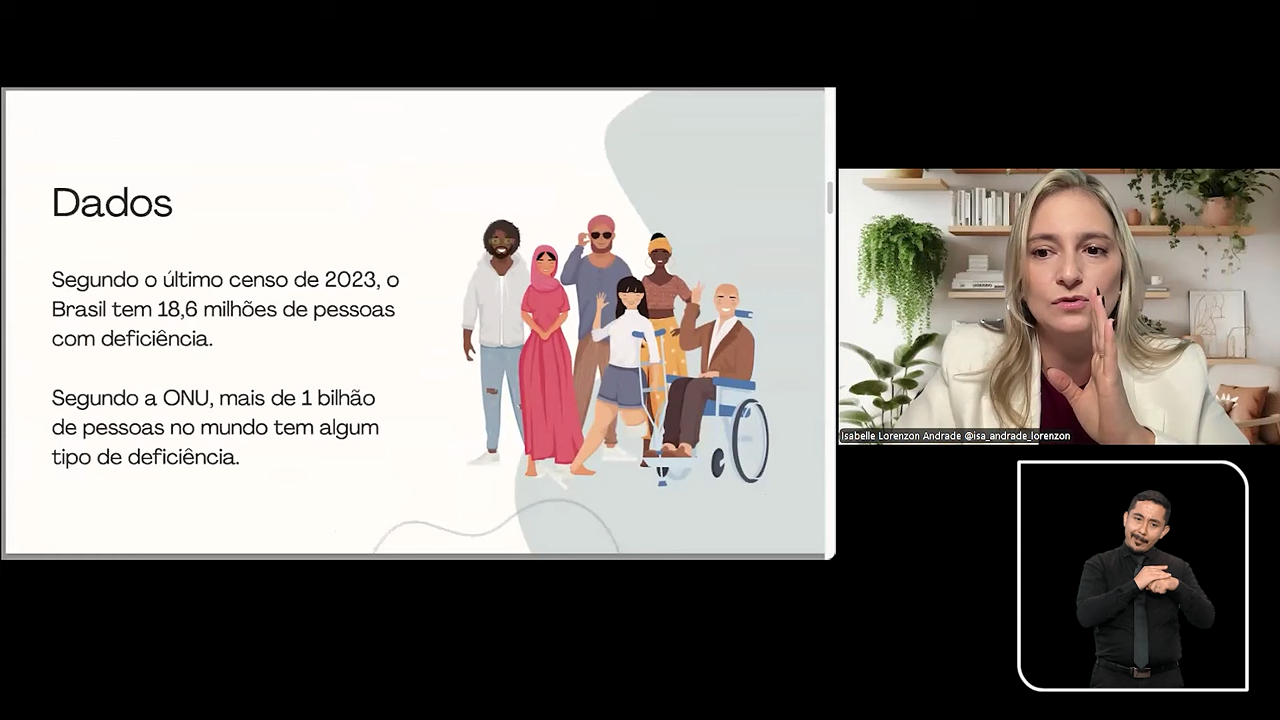 Dados
Segundo o último censo de 2023, o
Brasil tem 18,6 milhões de pessoas
com deficiência.
Segundo a ONU, mais de 1 bilhão
de pessoas no mundo tem algum
tipo de deficiência.
Isabelle Lorenzon Andrade @isa_andrade_lorenzon